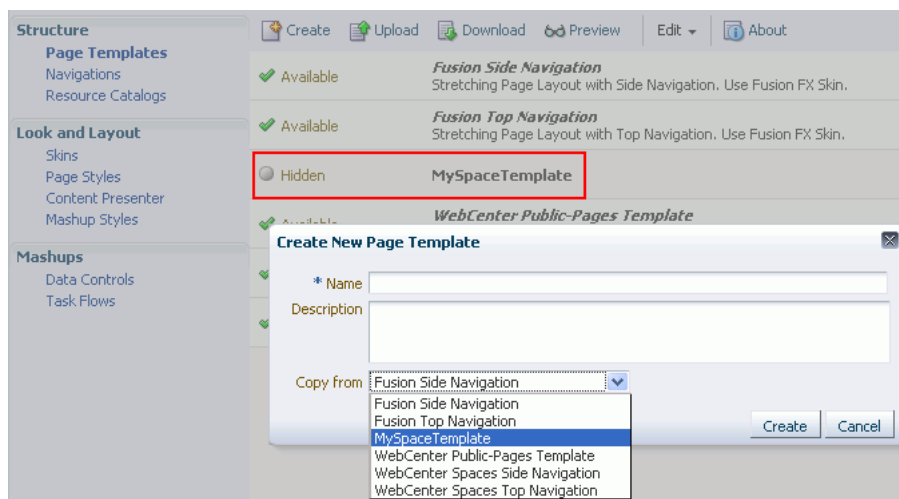 Structure
Page Templates
Navigations
Resource Catalogs
Look and Layout
Skins
Page Styles
Content Presenter
Mashup Styles
Mashups
Data Controls
Task Flows
Create Upload Download Preview Edit About
Available Fusion Side Navigation
Stretching Page Layout with Side Navigation. Use Fusion FX Skin.
Available Fusion Top Navigation
Stretching Page Layout with Top Navigation. Use Fusion FX Skin.
Hidden MySpaceTemplate
Available WebCenter Public-Pages Template
Create New Page Template
* Name
Description
Copy from Fusion Side Navigation
Fusion Side Navigation
Fusion Top Navigation
MySpaceTemplate
WebCenter Public-Pages Template
WebCenter Spaces Side Navigation
WebCenter Spaces Top Navigation
Create Cancel